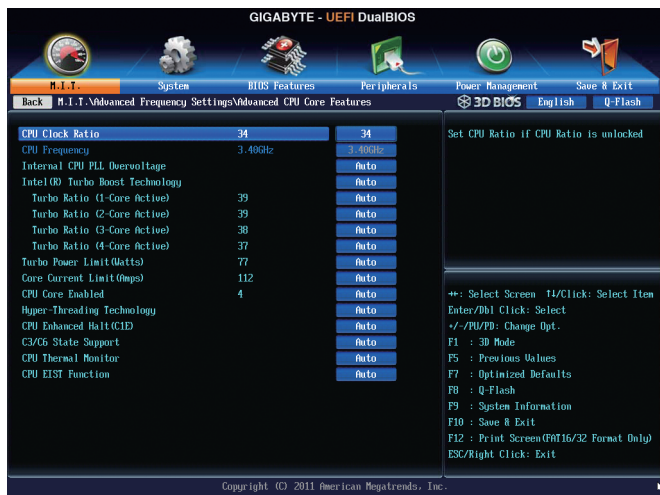 GIGABYTE - UEFI DualBIOS
M.I.T. System BIOS Features Peripherals Power Management Save & Exit
Back M.I.T.\Advanced Frequency Settings\Advanced CPU Core Features 3D BIOS English Q-Flash
CPU Clock Ratio 34 34
CPU Frequency 3.40GHz 3.40GHz
Internal CPU PLL Overvoltage Auto
Intel(R) Turbo Boost Technology Auto
Turbo Ratio (1-Core Active) 39 Auto
Turbo Ratio (2-Core Active) 39 Auto
Turbo Ratio (3-Core Active) 38 Auto
Turbo Ratio (4-Core Active) 37 Auto
Turbo Power Limit(Watts) 77 Auto
Core Current Limit(Amps) 112 Auto
CPU Core Enabled 4 Auto
Hyper-Threading Technology Auto
CPU Enhanced Halt(C1E) Auto
C3/C6 State Support Auto
CPU Thermal Monitor Auto
CPU EIST Function Auto
Set CPU Ratio if CPU Ratio is unlocked
↔: Select Screen ↑↓/Click: Select Item
Enter/Dbl Click: Select
+/-/PU/PD: Change Opt.
F1 : 3D Mode
F5 : Previous Values
F7 : Optimized Defaults
F8 : Q-Flash
F9 : System Information
F10 : Save & Exit
F12 : Print Screen(FAT16/32 Format Only)
ESC/Right Click: Exit
Copyright (C) 2011 American Megatrends, Inc.